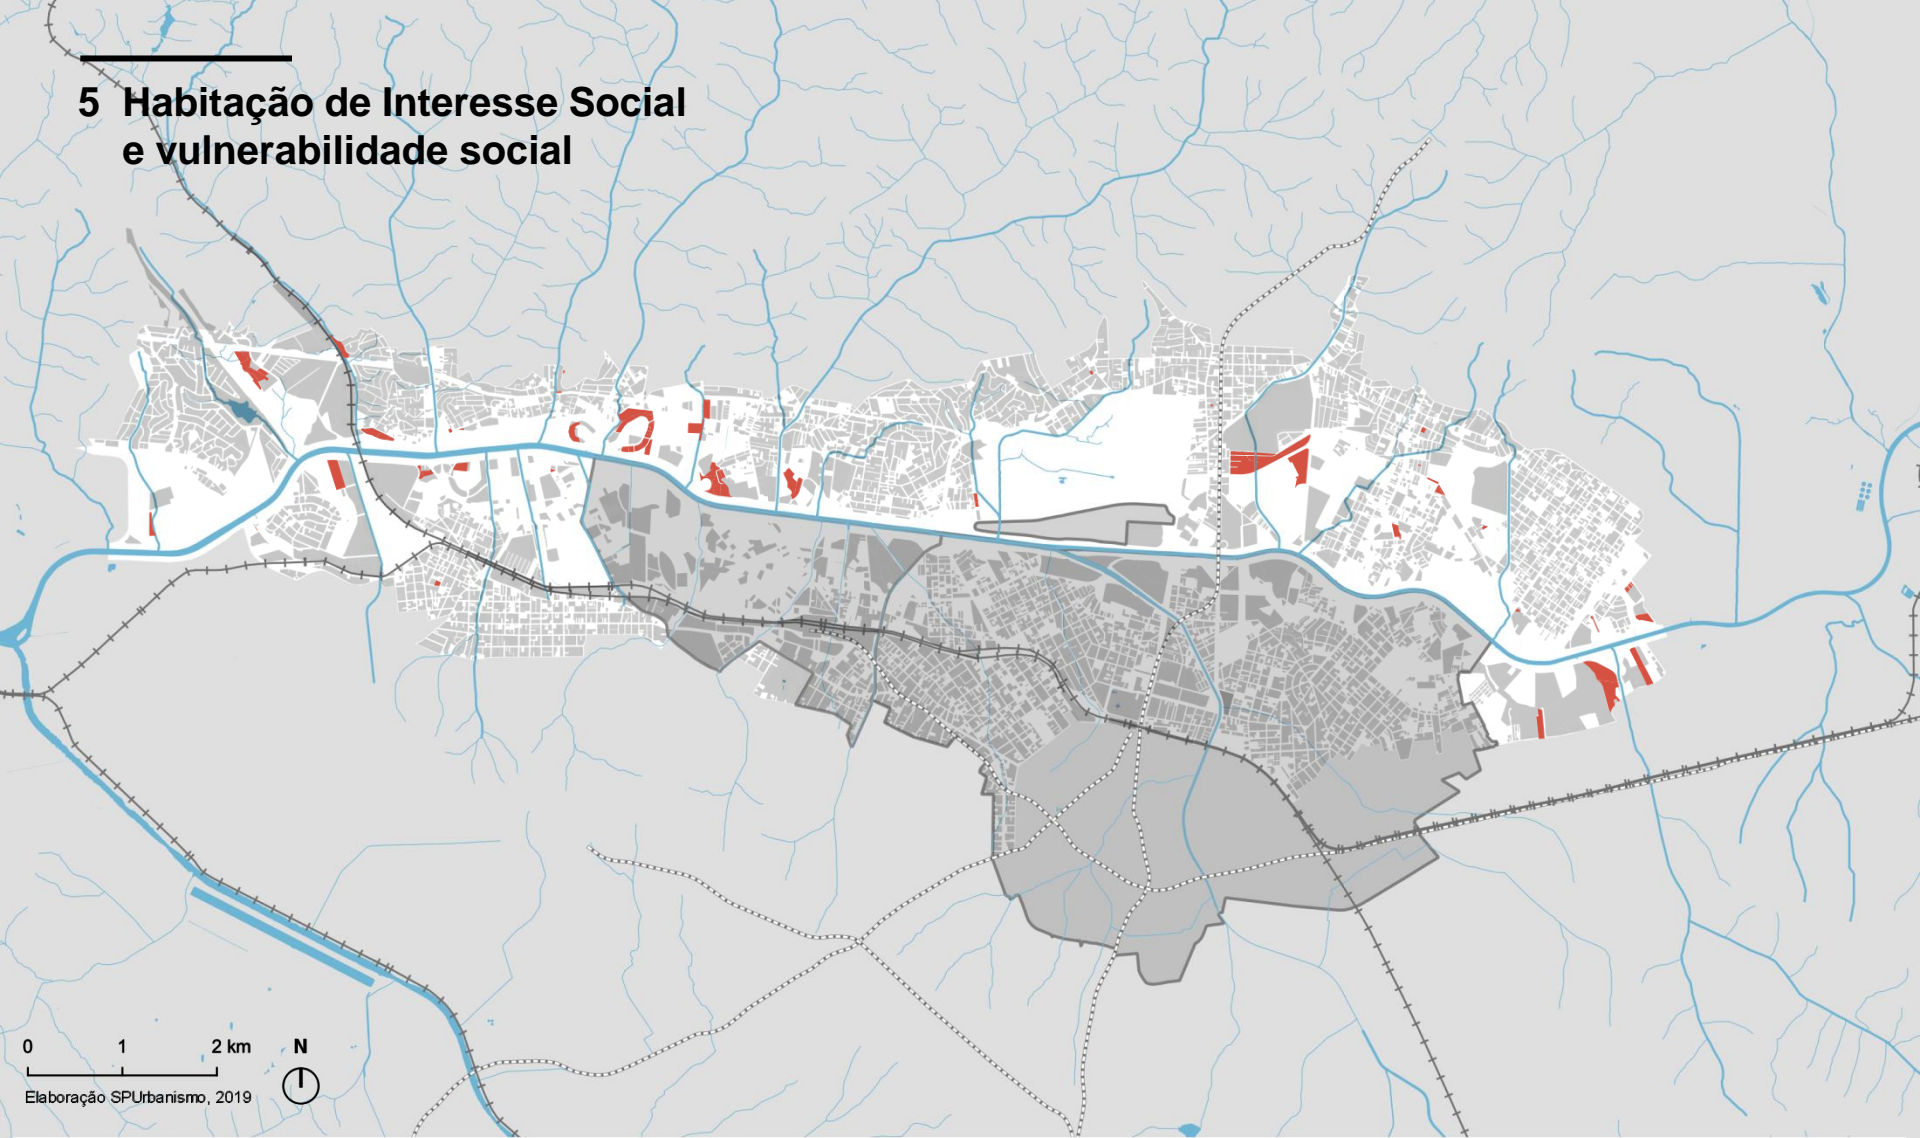 5 Habitação de Interesse Social
e vulnerabilidade social
0 1 2 km N
Elaboração SPUrbanismo, 2019